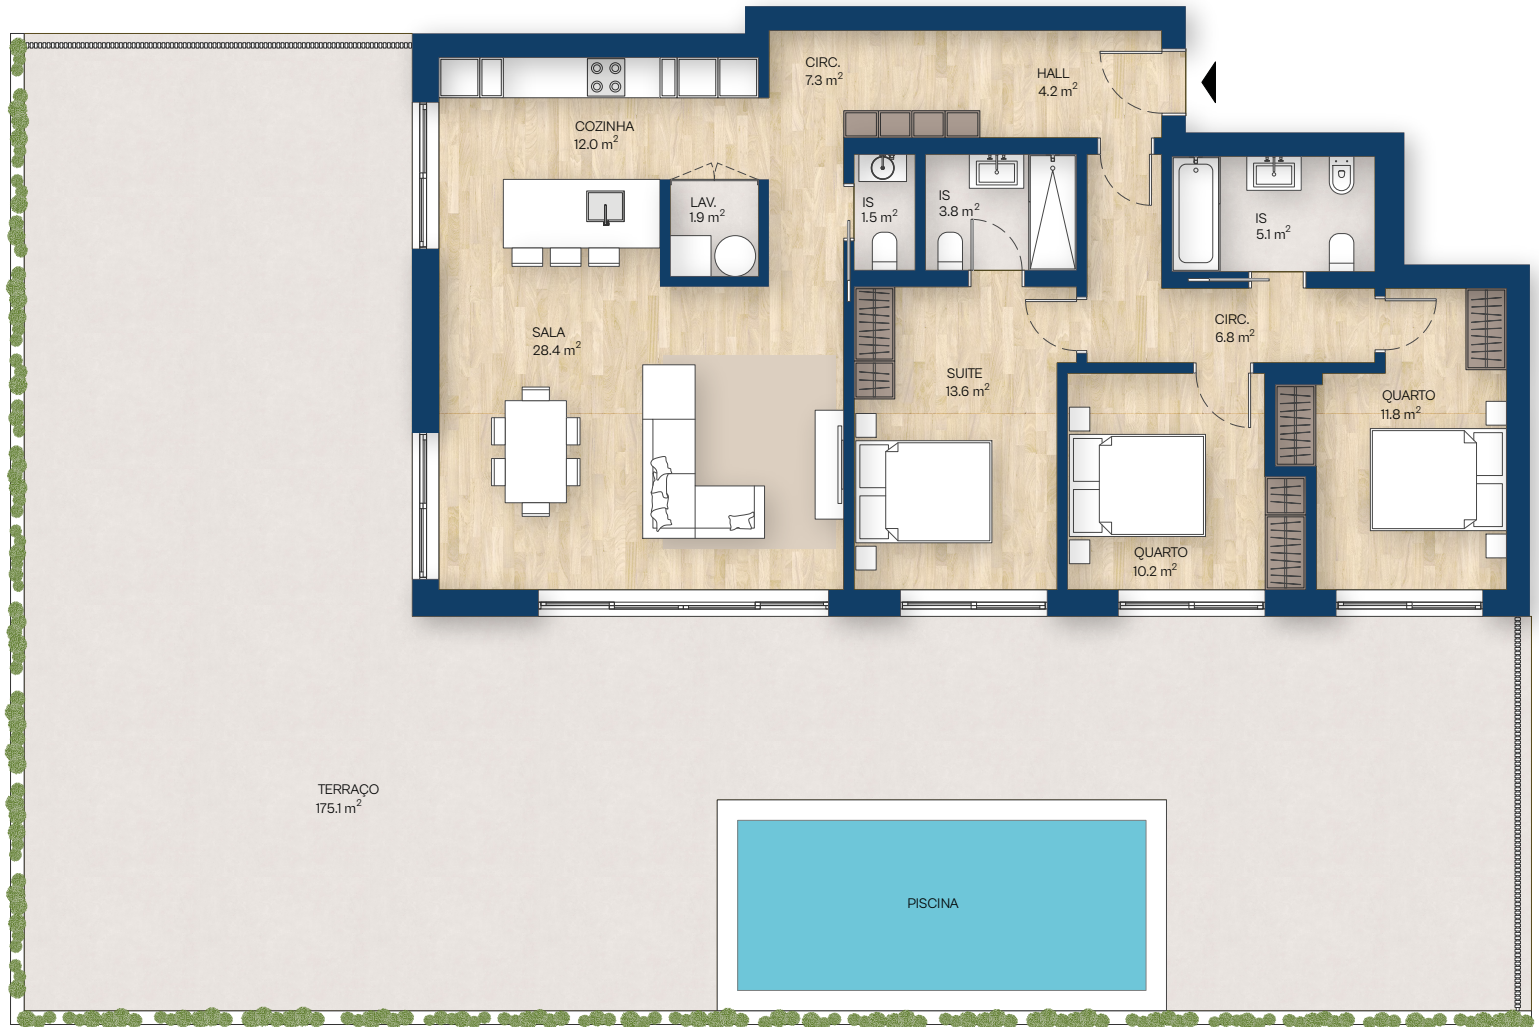 CIRC.
7.3 m²
HALL
4.2 m²
COZINHA
12.0 m²
LAV.
1.9 m²
IS
1.5 m²
IS
3.8 m²
IS
5.1 m²
SALA
28.4 m²
CIRC.
6.8 m²
SUITE
13.6 m²
QUARTO
11.8 m²
QUARTO
10.2 m²
TERRAÇO
175.1 m²
PISCINA